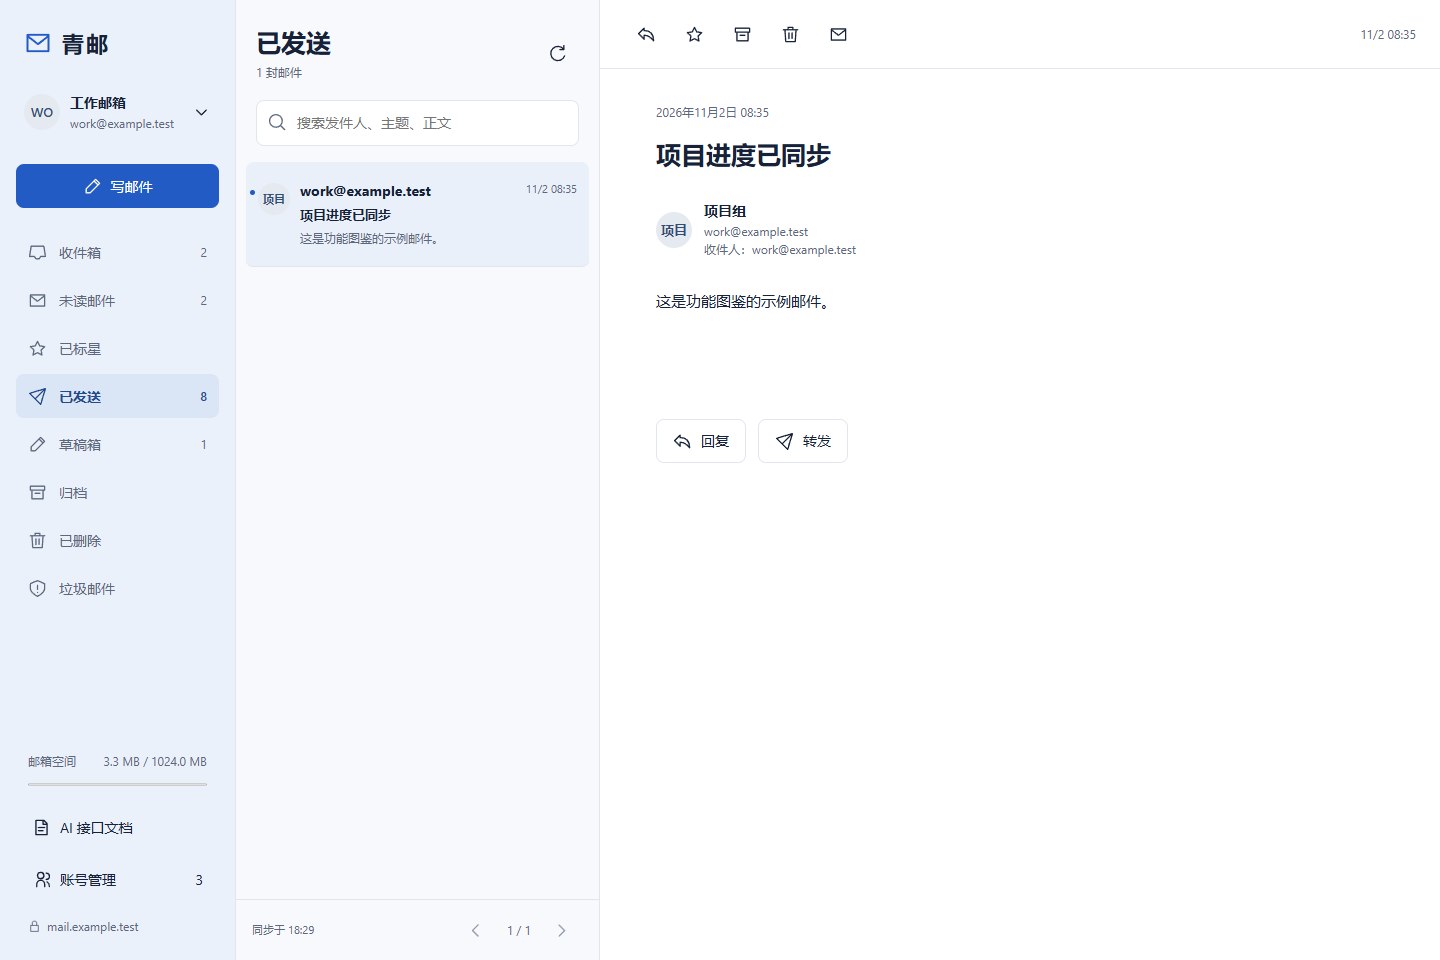 青邮
WO
工作邮箱
work@example.test
写邮件
收件箱 2
未读邮件 2
已标星
已发送 8
草稿箱 1
归档
已删除
垃圾邮件
邮箱空间 3.3 MB / 1024.0 MB
AI 接口文档
账号管理 3
mail.example.test
已发送
1 封邮件
搜索发件人、主题、正文
项目
work@example.test 11/2 08:35
项目进度已同步
这是功能图鉴的示例邮件。
同步于 18:29
1 / 1
11/2 08:35
2026年11月2日 08:35
项目进度已同步
项目
项目组
work@example.test
收件人：work@example.test
这是功能图鉴的示例邮件。
回复
转发